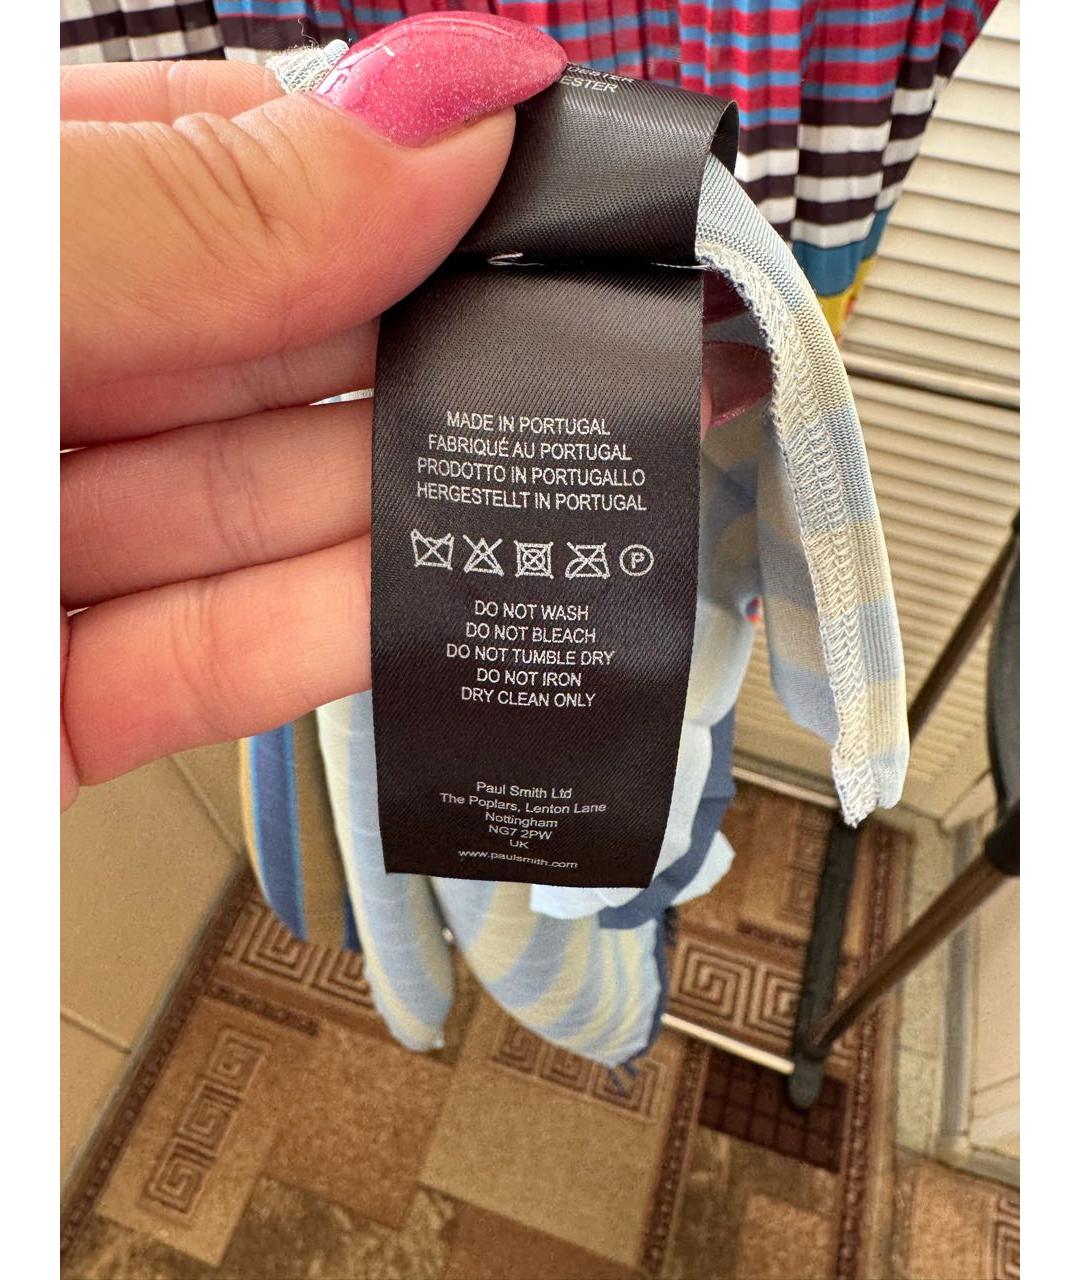 MADE IN PORTUGAL
FABRIQUÉ AU PORTUGAL
PRODOTTO IN PORTUGALLO
HERGESTELLT IN PORTUGAL
P
DO NOT WASH
DO NOT BLEACH
DO NOT TUMBLE DRY
DO NOT IRON
DRY CLEAN ONLY
Paul Smith Ltd
The Poplars, Lenton Lane
Nottingham
NG7 2PW
UK
www.paulsmith.com